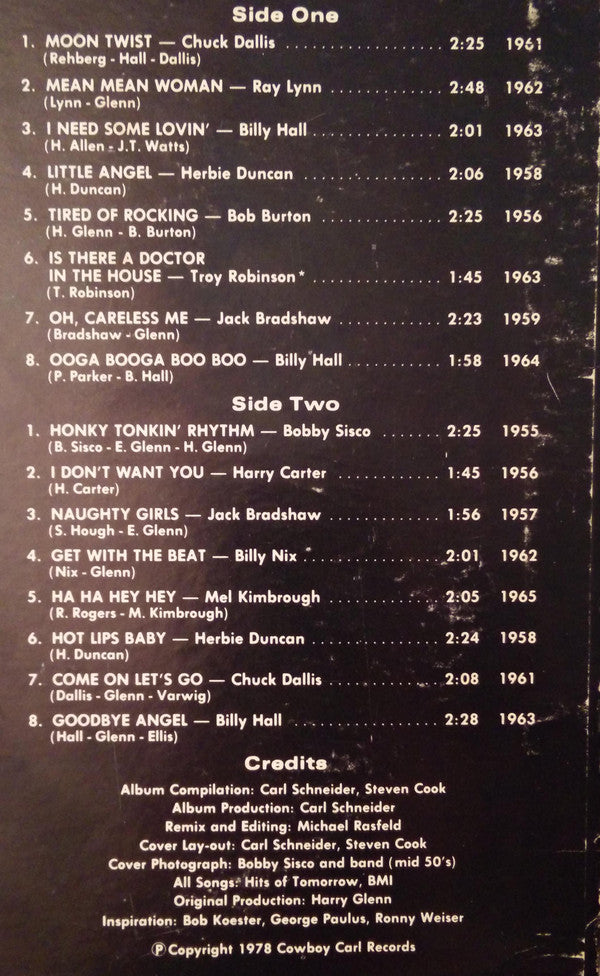 Side One
1. MOON TWIST — Chuck Dallis .................... 2:25 1961
(Rehberg - Hall - Dallis)
2. MEAN MEAN WOMAN — Ray Lynn .............. 2:48 1962
(Lynn - Glenn)
3. I NEED SOME LOVIN' — Billy Hall ................ 2:01 1963
(H. Allen - J.T. Watts)
4. LITTLE ANGEL — Herbie Duncan ................. 2:06 1958
(H. Duncan)
5. TIRED OF ROCKING — Bob Burton ............... 2:25 1956
(H. Glenn - B. Burton)
6. IS THERE A DOCTOR
IN THE HOUSE — Troy Robinson* ................ 1:45 1963
(T. Robinson)
7. OH, CARELESS ME — Jack Bradshaw ............. 2:23 1959
(Bradshaw - Glenn)
8. OOGA BOOGA BOO BOO — Billy Hall ............ 1:58 1964
(P. Parker - B. Hall)
Side Two
1. HONKY TONKIN' RHYTHM — Bobby Sisco ....... 2:25 1955
(B. Sisco - E. Glenn - H. Glenn)
2. I DON'T WANT YOU — Harry Carter ............. 1:45 1956
(H. Carter)
3. NAUGHTY GIRLS — Jack Bradshaw .............. 1:56 1957
(S. Hough - E. Glenn)
4. GET WITH THE BEAT — Billy Nix ................. 2:01 1962
(Nix - Glenn)
5. HA HA HEY HEY — Mel Kimbrough .............. 2:05 1965
(R. Rogers - M. Kimbrough)
6. HOT LIPS BABY — Herbie Duncan ................ 2:24 1958
(H. Duncan)
7. COME ON LET'S GO — Chuck Dallis .............. 2:08 1961
(Dallis - Glenn - Varwig)
8. GOODBYE ANGEL — Billy Hall ................... 2:28 1963
(Hall - Glenn - Ellis)
Credits
Album Compilation: Carl Schneider, Steven Cook
Album Production: Carl Schneider
Remix and Editing: Michael Rasfeld
Cover Lay-out: Carl Schneider, Steven Cook
Cover Photograph: Bobby Sisco and band (mid 50's)
All Songs: Hits of Tomorrow, BMI
Original Production: Harry Glenn
Inspiration: Bob Koester, George Paulus, Ronny Weiser
Ⓟ Copyright 1978 Cowboy Carl Records